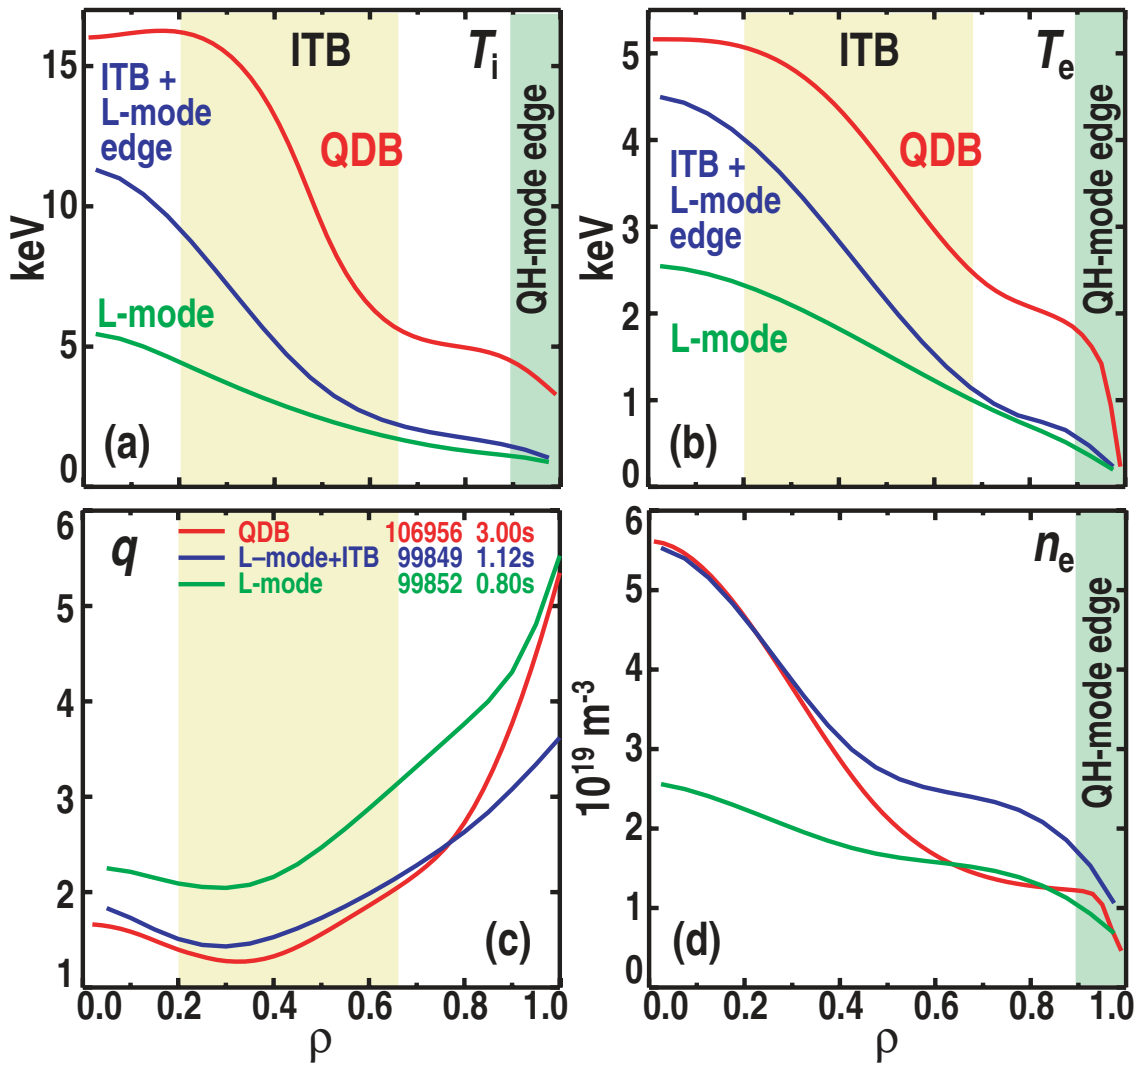 ITB
Ti
ITB +
L-mode
edge
QDB
L-mode
QH-mode edge
(a)
keV
15
10
5
0
ITB
Te
QDB
ITB +
L-mode
edge
L-mode
QH-mode edge
(b)
keV
5
4
3
2
1
0
q
QDB 106956 3.00s
L–mode+ITB 99849 1.12s
L-mode 99852 0.80s
(c)
6
5
4
3
2
1
0.0 0.2 0.4 0.6 0.8 1.0
ρ
ne
QH-mode edge
(d)
10^19 m^-3
6
5
4
3
2
1
0
0.0 0.2 0.4 0.6 0.8 1.0
ρ